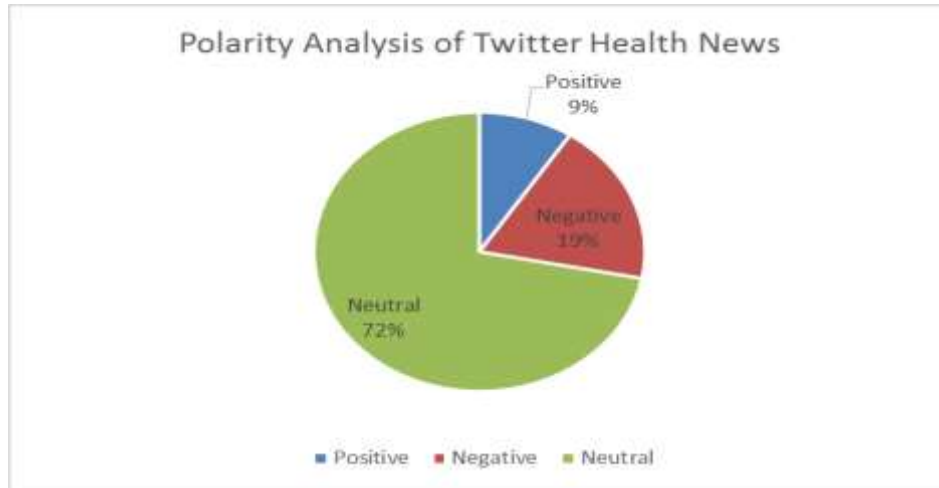 Polarity Analysis of Twitter Health News
Positive
9%
Negative
19%
Neutral
72%
Positive Negative Neutral